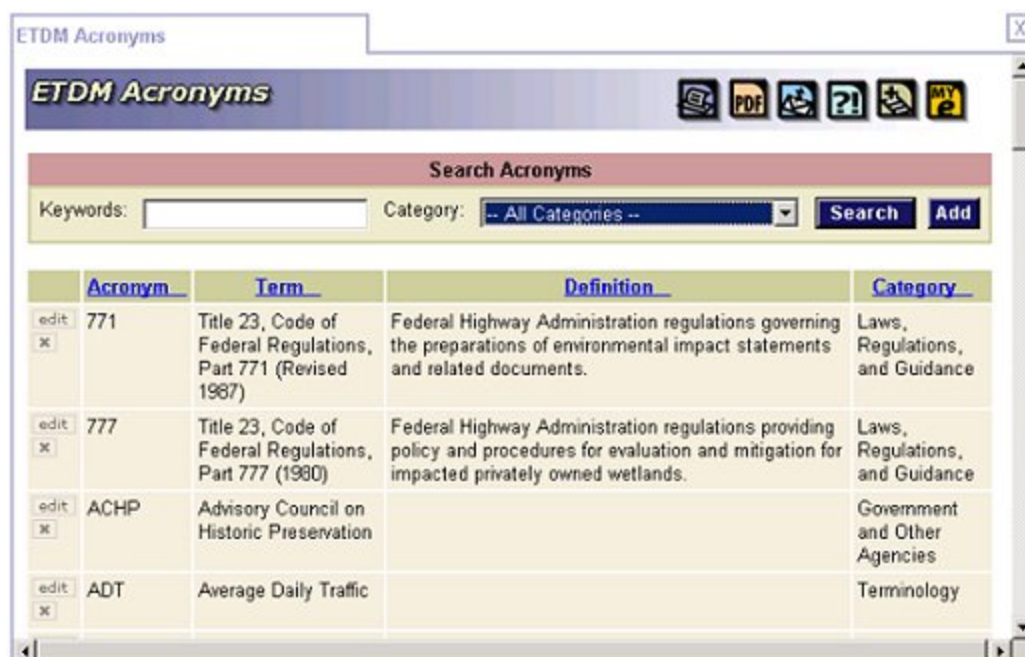 ETDM Acronyms
X
ETDM Acronyms
PDF
?!
MY e
Search Acronyms
Keywords:
Category:
-- All Categories --
Search
Add
Acronym
Term
Definition
Category
edit
x
771
Title 23, Code of
Federal Regulations,
Part 771 (Revised
1987)
Federal Highway Administration regulations governing
the preparations of environmental impact statements
and related documents.
Laws,
Regulations,
and Guidance
edit
x
777
Title 23, Code of
Federal Regulations,
Part 777 (1980)
Federal Highway Administration regulations providing
policy and procedures for evaluation and mitigation for
impacted privately owned wetlands.
Laws,
Regulations,
and Guidance
edit
x
ACHP
Advisory Council on
Historic Preservation
Government
and Other
Agencies
edit
x
ADT
Average Daily Traffic
Terminology